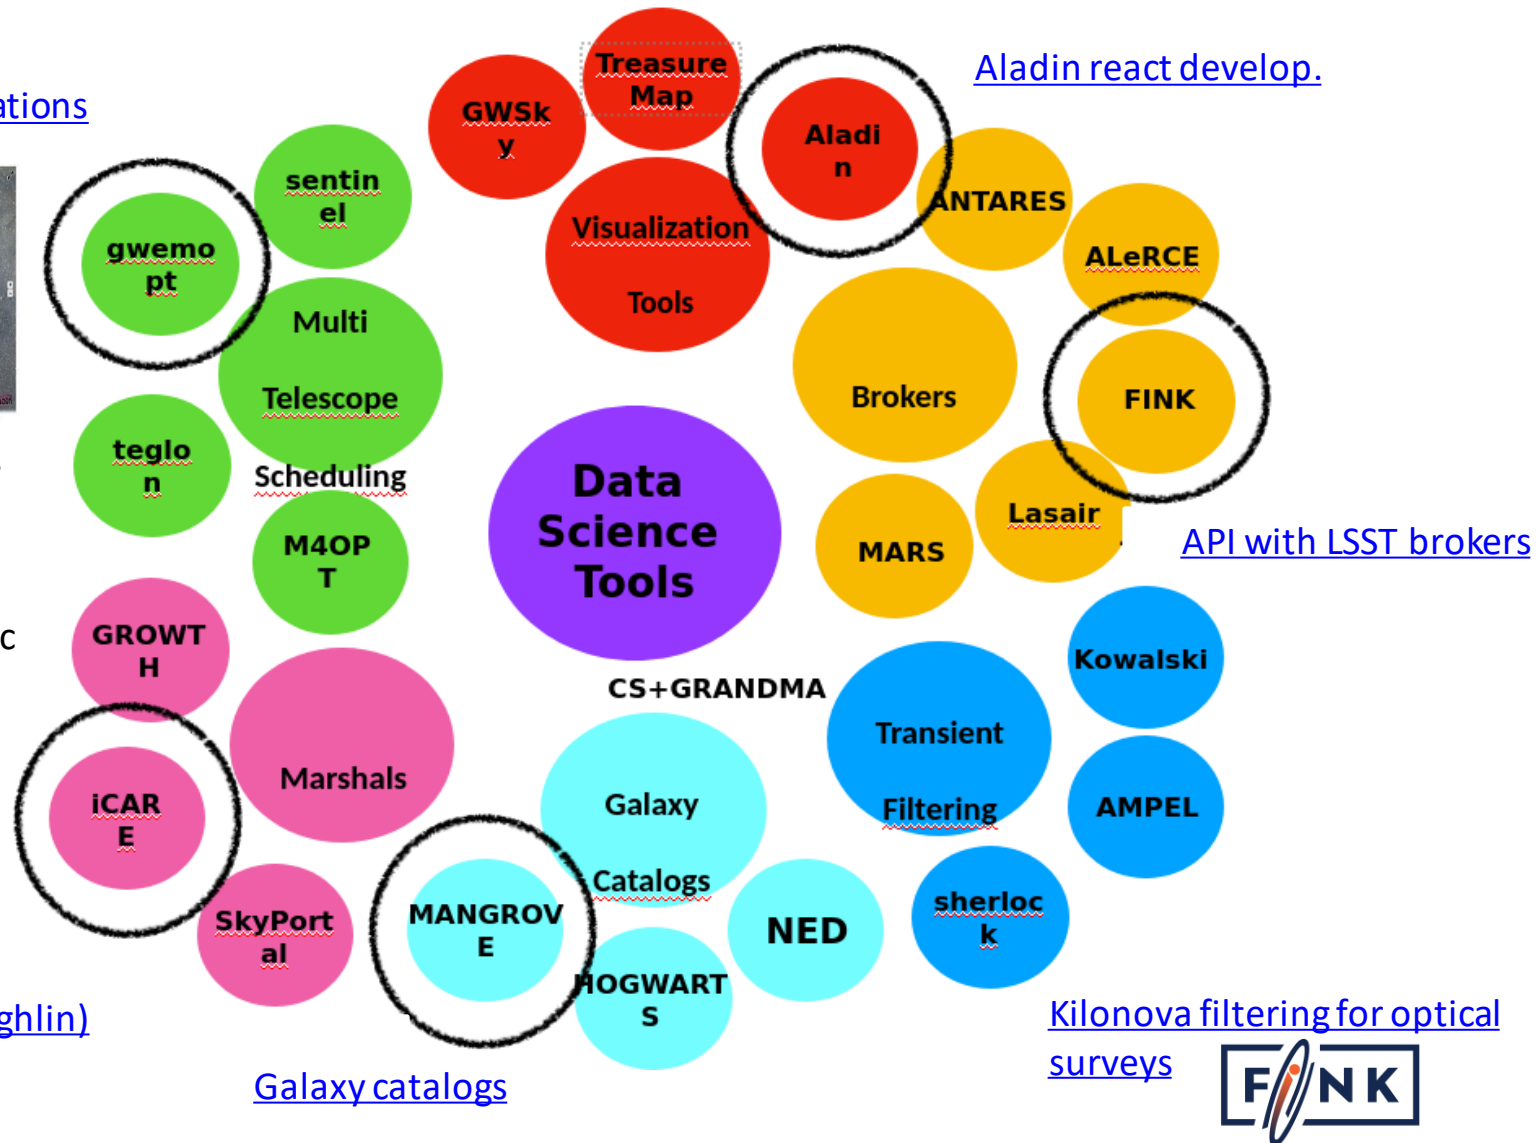 Aladin react develop.
ations
Treasure
Map
GWSk
y
Aladi
n
sentin
el
ANTARES
gwemo
pt
Visualization
Tools
ALeRCE
Multi
Telescope
Scheduling
Brokers
FINK
teglo
n
Data
Science
Tools
Lasair
API with LSST brokers
M4OP
T
MARS
GROWT
H
c
Kowalski
CS+GRANDMA
Transient
Filtering
Marshals
iCAR
E
Galaxy
Catalogs
AMPEL
SkyPort
al
MANGROV
E
NED
sherloc
k
HOGWART
S
ghlin)
Kilonova filtering for optical
surveys
Galaxy catalogs
FiNK